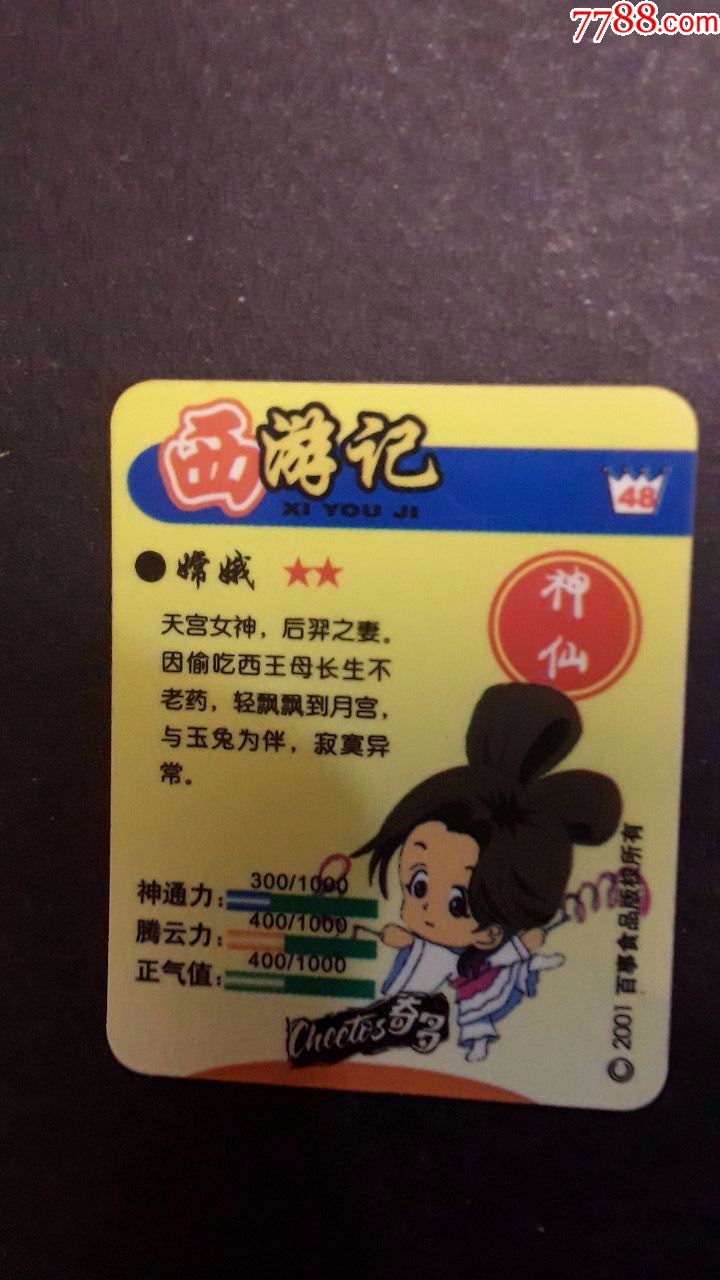 7788.com
西游记
XI YOU JI
48
嫦娥 ★★
神仙
天宫女神，后羿之妻。
因偷吃西王母长生不
老药，轻飘飘到月宫，
与玉兔为伴，寂寞异
常。
神通力：300/1000
腾云力：400/1000
正气值：400/1000
Cheetos奇多
© 2001 百事食品版权所有